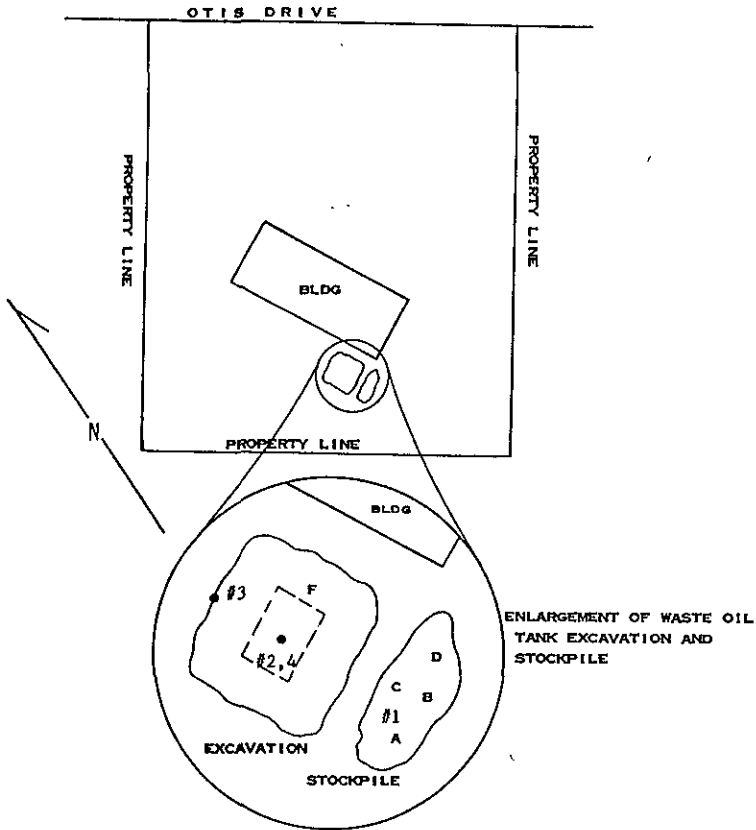 OTIS DRIVE
PROPERTY LINE
PROPERTY LINE
BLDG
N
PROPERTY LINE
BLDG
F
#3
#2,4
ENLARGEMENT OF WASTE OIL
TANK EXCAVATION AND
STOCKPILE
D
C
B
#1
A
EXCAVATION
STOCKPILE